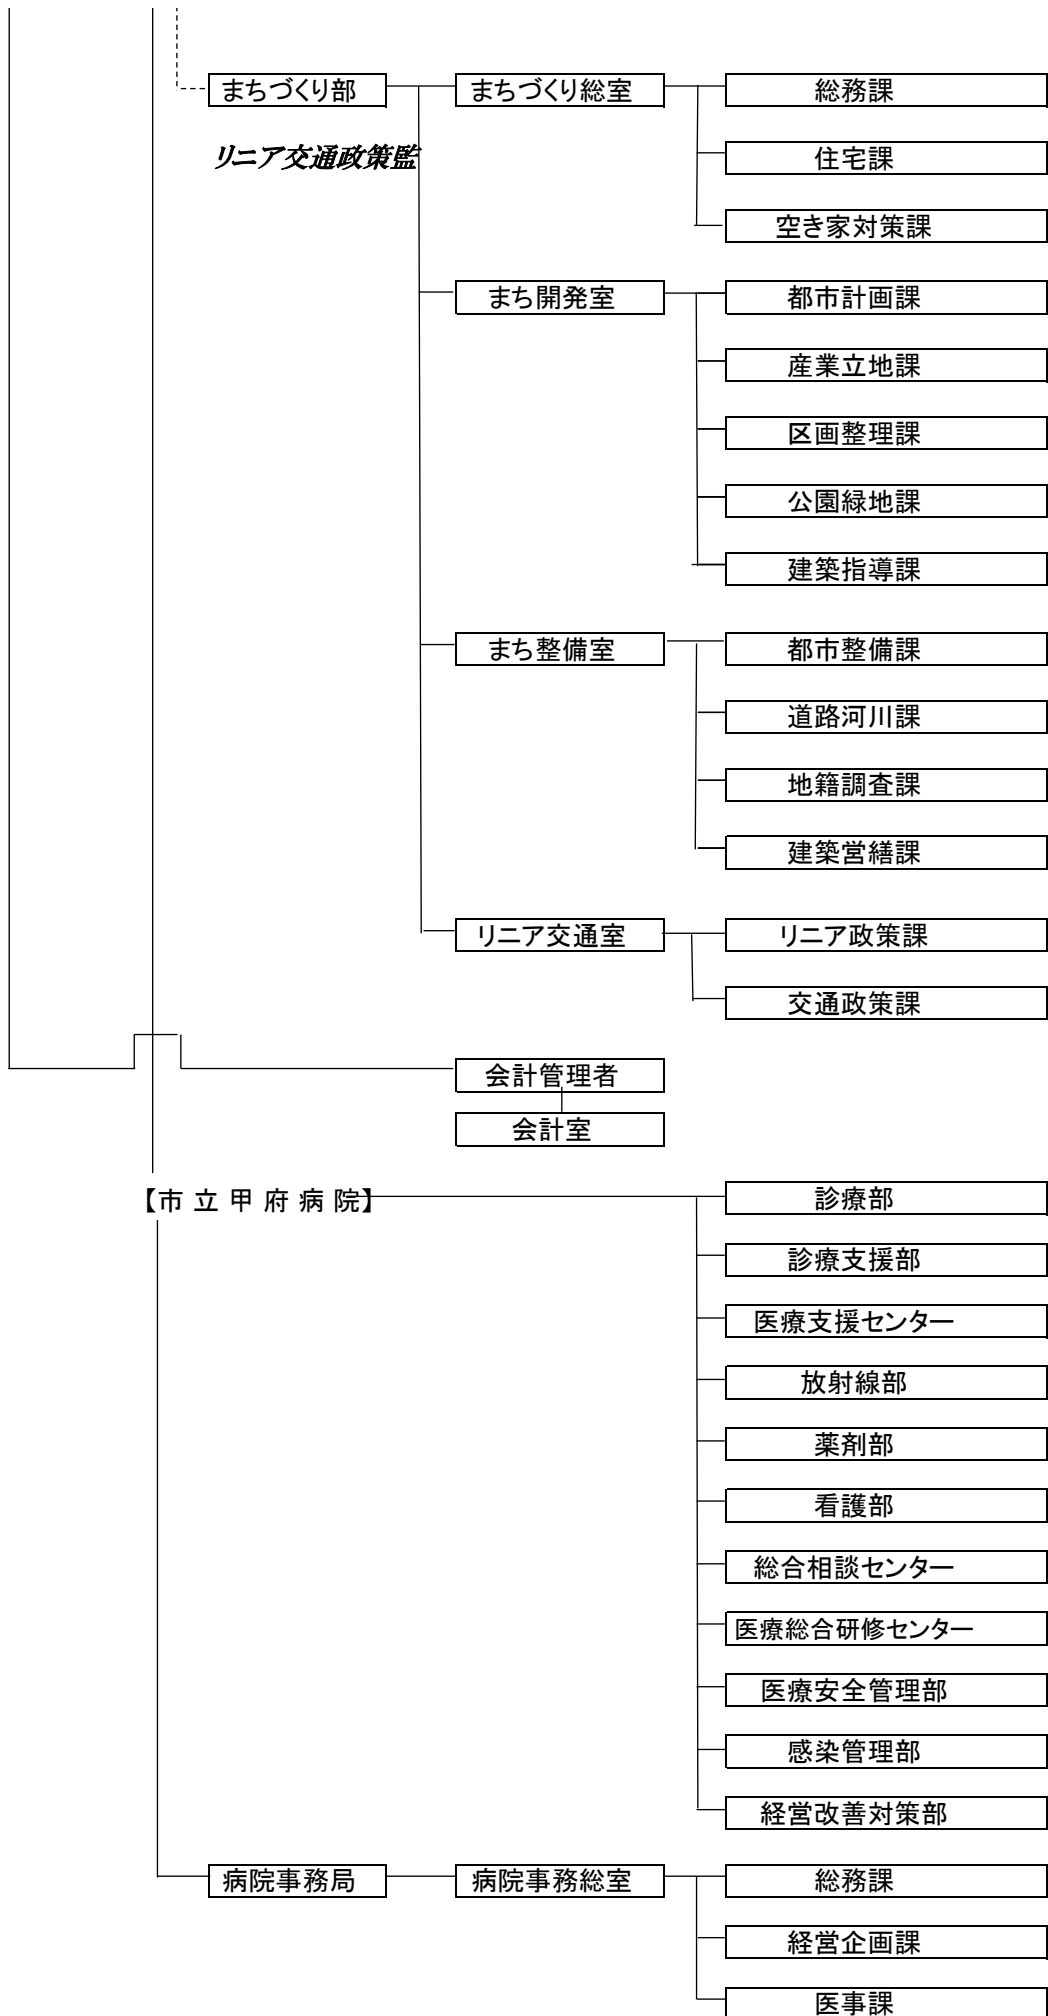 まちづくり部 まちづくり総室 総務課
リニア交通政策監 住宅課
空き家対策課
まち開発室 都市計画課
産業立地課
区画整理課
公園緑地課
建築指導課
まち整備室 都市整備課
道路河川課
地籍調査課
建築営繕課
リニア交通室 リニア政策課
交通政策課
会計管理者
会計室
【市立甲府病院】 診療部
診療支援部
医療支援センター
放射線部
薬剤部
看護部
総合相談センター
医療総合研修センター
医療安全管理部
感染管理部
経営改善対策部
病院事務局 病院事務総室 総務課
経営企画課
医事課